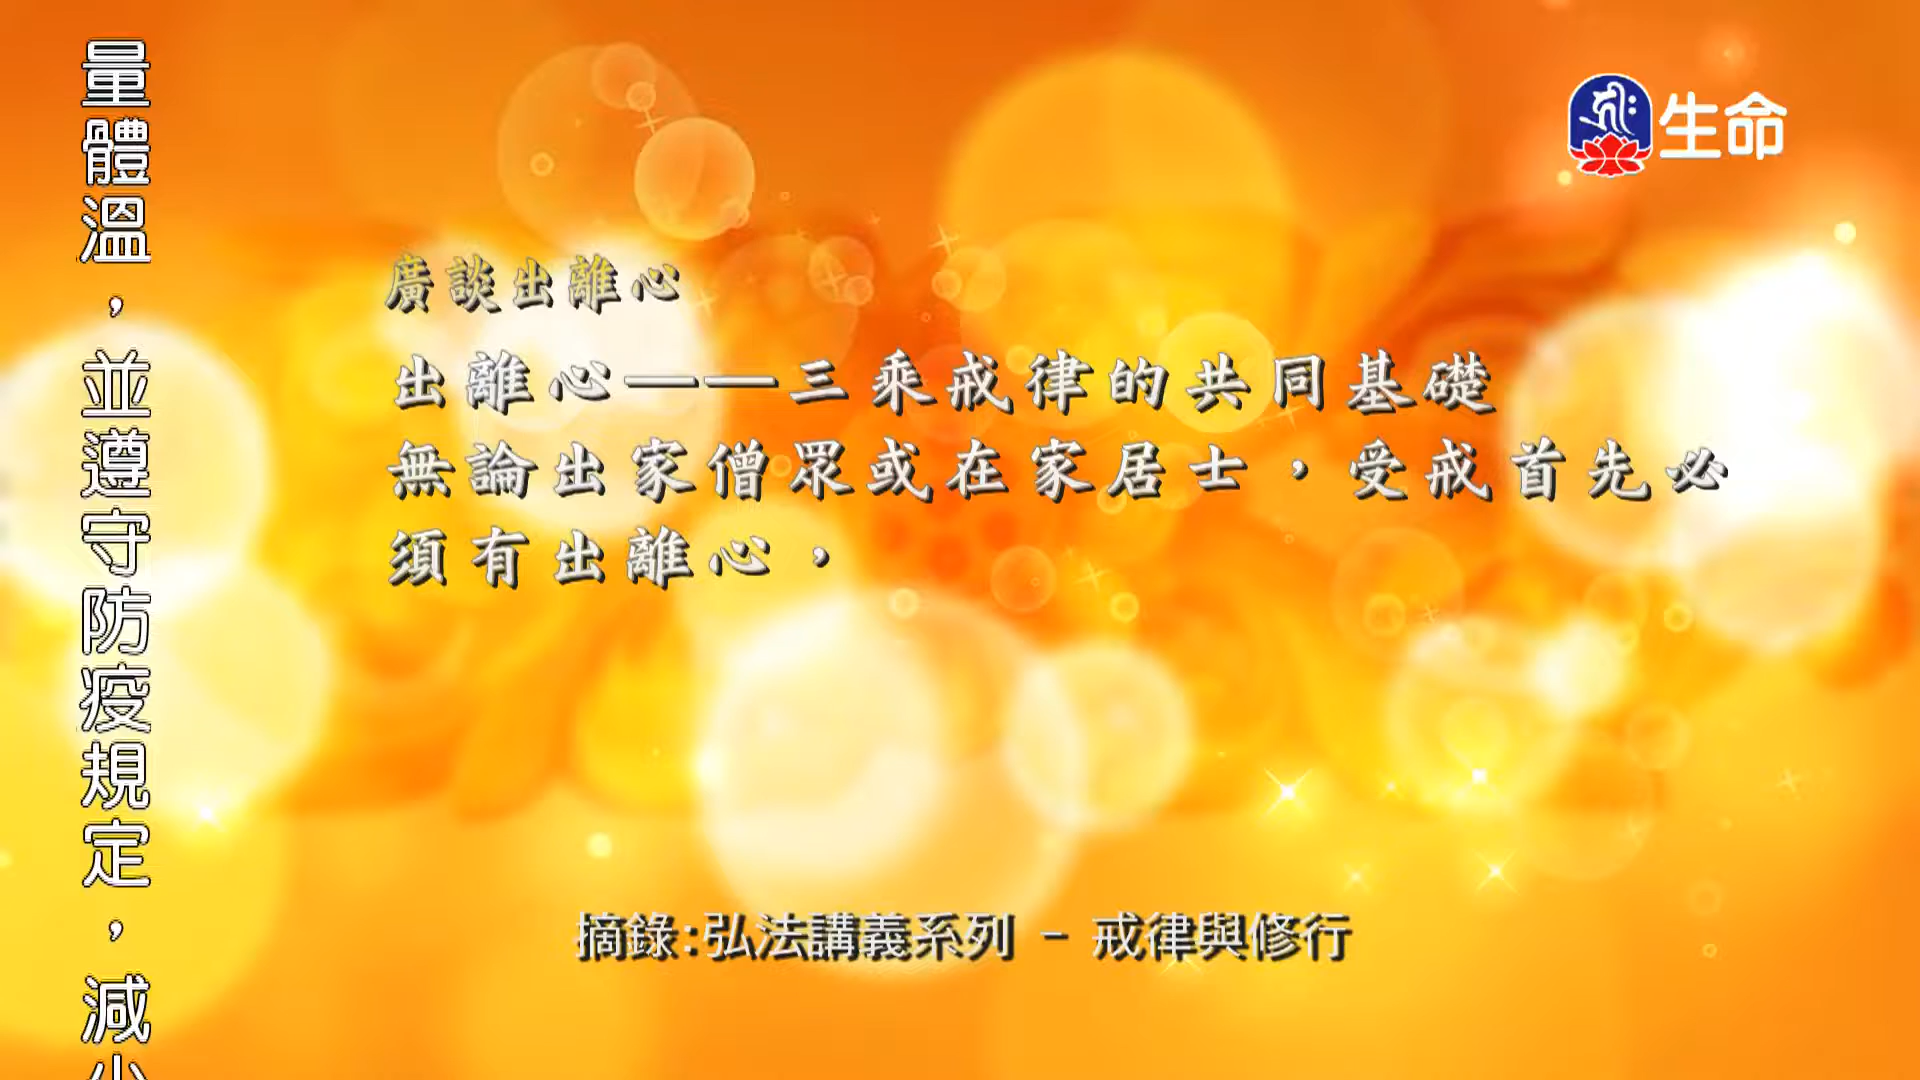 量體溫，並遵守防疫規定，減少
生命
廣談出離心
出離心——三乘戒律的共同基礎
無論出家僧眾或在家居士，受戒首先必
須有出離心，
摘錄:弘法講義系列 - 戒律與修行